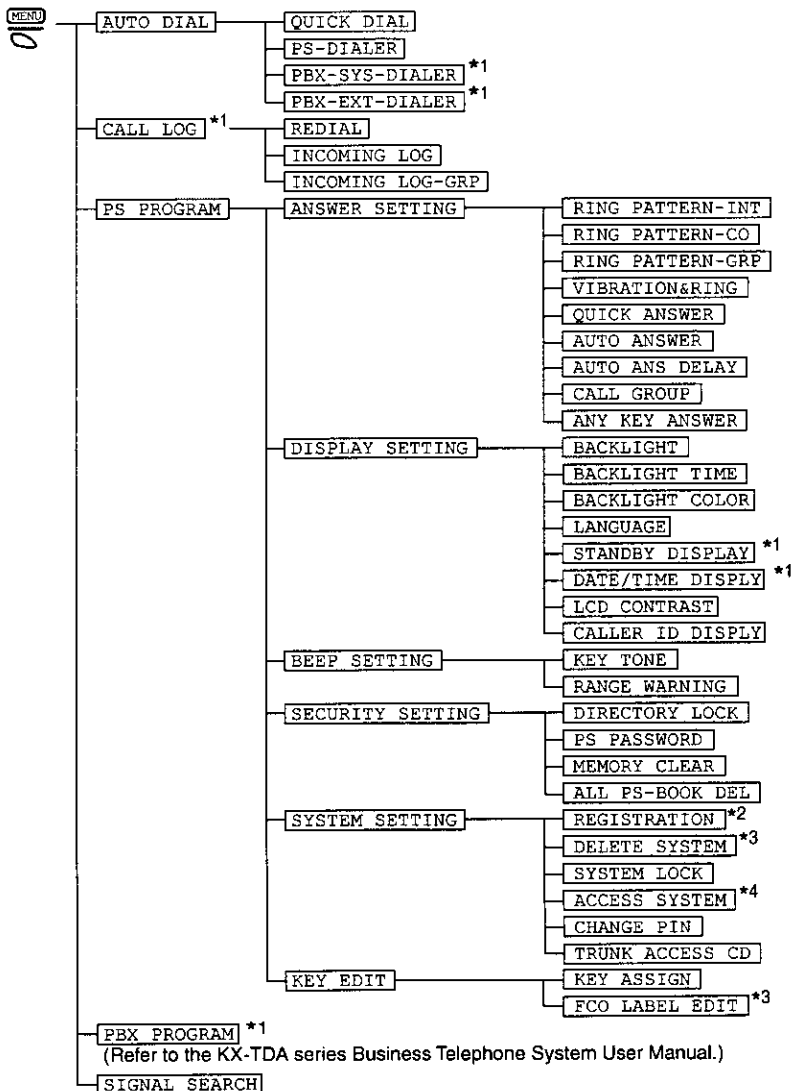 MENU
AUTO DIAL
QUICK DIAL
PS-DIALER
PBX-SYS-DIALER *1
PBX-EXT-DIALER *1
CALL LOG *1
REDIAL
INCOMING LOG
INCOMING LOG-GRP
PS PROGRAM
ANSWER SETTING
RING PATTERN-INT
RING PATTERN-CO
RING PATTERN-GRP
VIBRATION&RING
QUICK ANSWER
AUTO ANSWER
AUTO ANS DELAY
CALL GROUP
ANY KEY ANSWER
DISPLAY SETTING
BACKLIGHT
BACKLIGHT TIME
BACKLIGHT COLOR
LANGUAGE
STANDBY DISPLAY *1
DATE/TIME DISPLY *1
LCD CONTRAST
CALLER ID DISPLY
BEEP SETTING
KEY TONE
RANGE WARNING
SECURITY SETTING
DIRECTORY LOCK
PS PASSWORD
MEMORY CLEAR
ALL PS-BOOK DEL
SYSTEM SETTING
REGISTRATION *2
DELETE SYSTEM *3
SYSTEM LOCK
ACCESS SYSTEM *4
CHANGE PIN
TRUNK ACCESS CD
KEY EDIT
KEY ASSIGN
FCO LABEL EDIT *3
PBX PROGRAM *1
(Refer to the KX-TDA series Business Telephone System User Manual.)
SIGNAL SEARCH